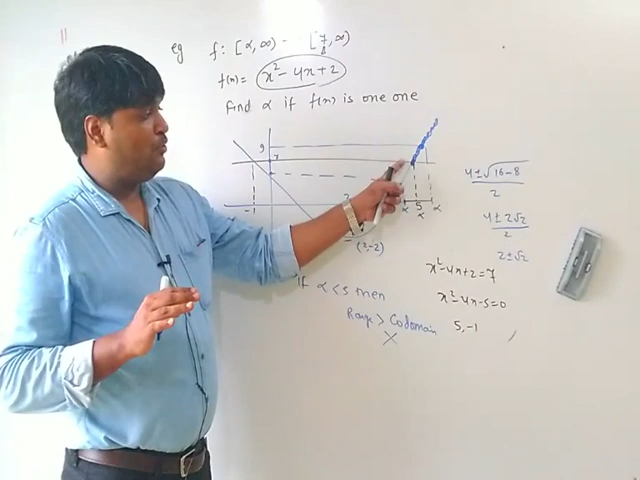 11
eg f: [α, ∞) - [7, ∞)
f(x) = x² - 4x + 2
Find α if f(x) is one one
9
7
-1
2
α 5 α
α
(2, -2)
4 ± √16-8
2
4 ± 2√2
2
2 ± √2
x² - 4x + 2 = 7
x² - 4x - 5 = 0
5, -1
If α < 5 then
Range > Codomain
X